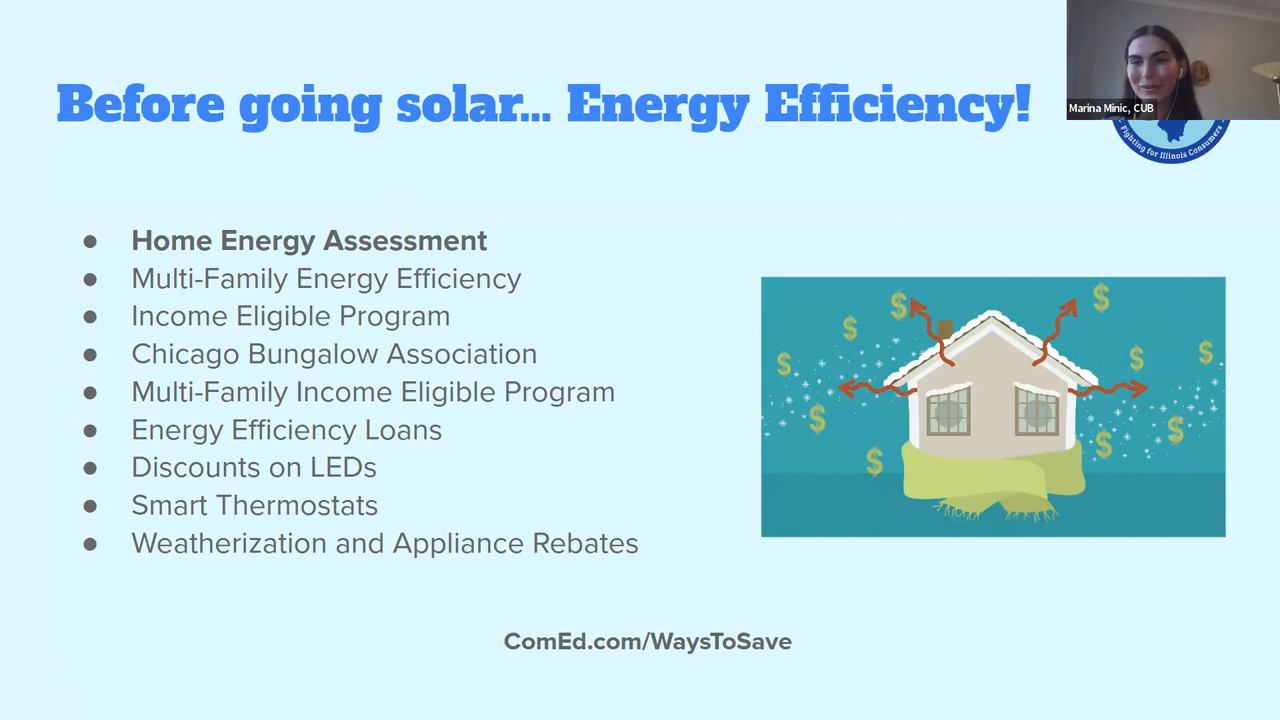 Before going solar... Energy Efficiency!
Marina Minic, CUB
Fighting for Illinois Consumers
● Home Energy Assessment
● Multi-Family Energy Efficiency
● Income Eligible Program
● Chicago Bungalow Association
● Multi-Family Income Eligible Program
● Energy Efficiency Loans
● Discounts on LEDs
● Smart Thermostats
● Weatherization and Appliance Rebates
$ $ $ $ $ $ $ $ $ $
ComEd.com/WaysToSave